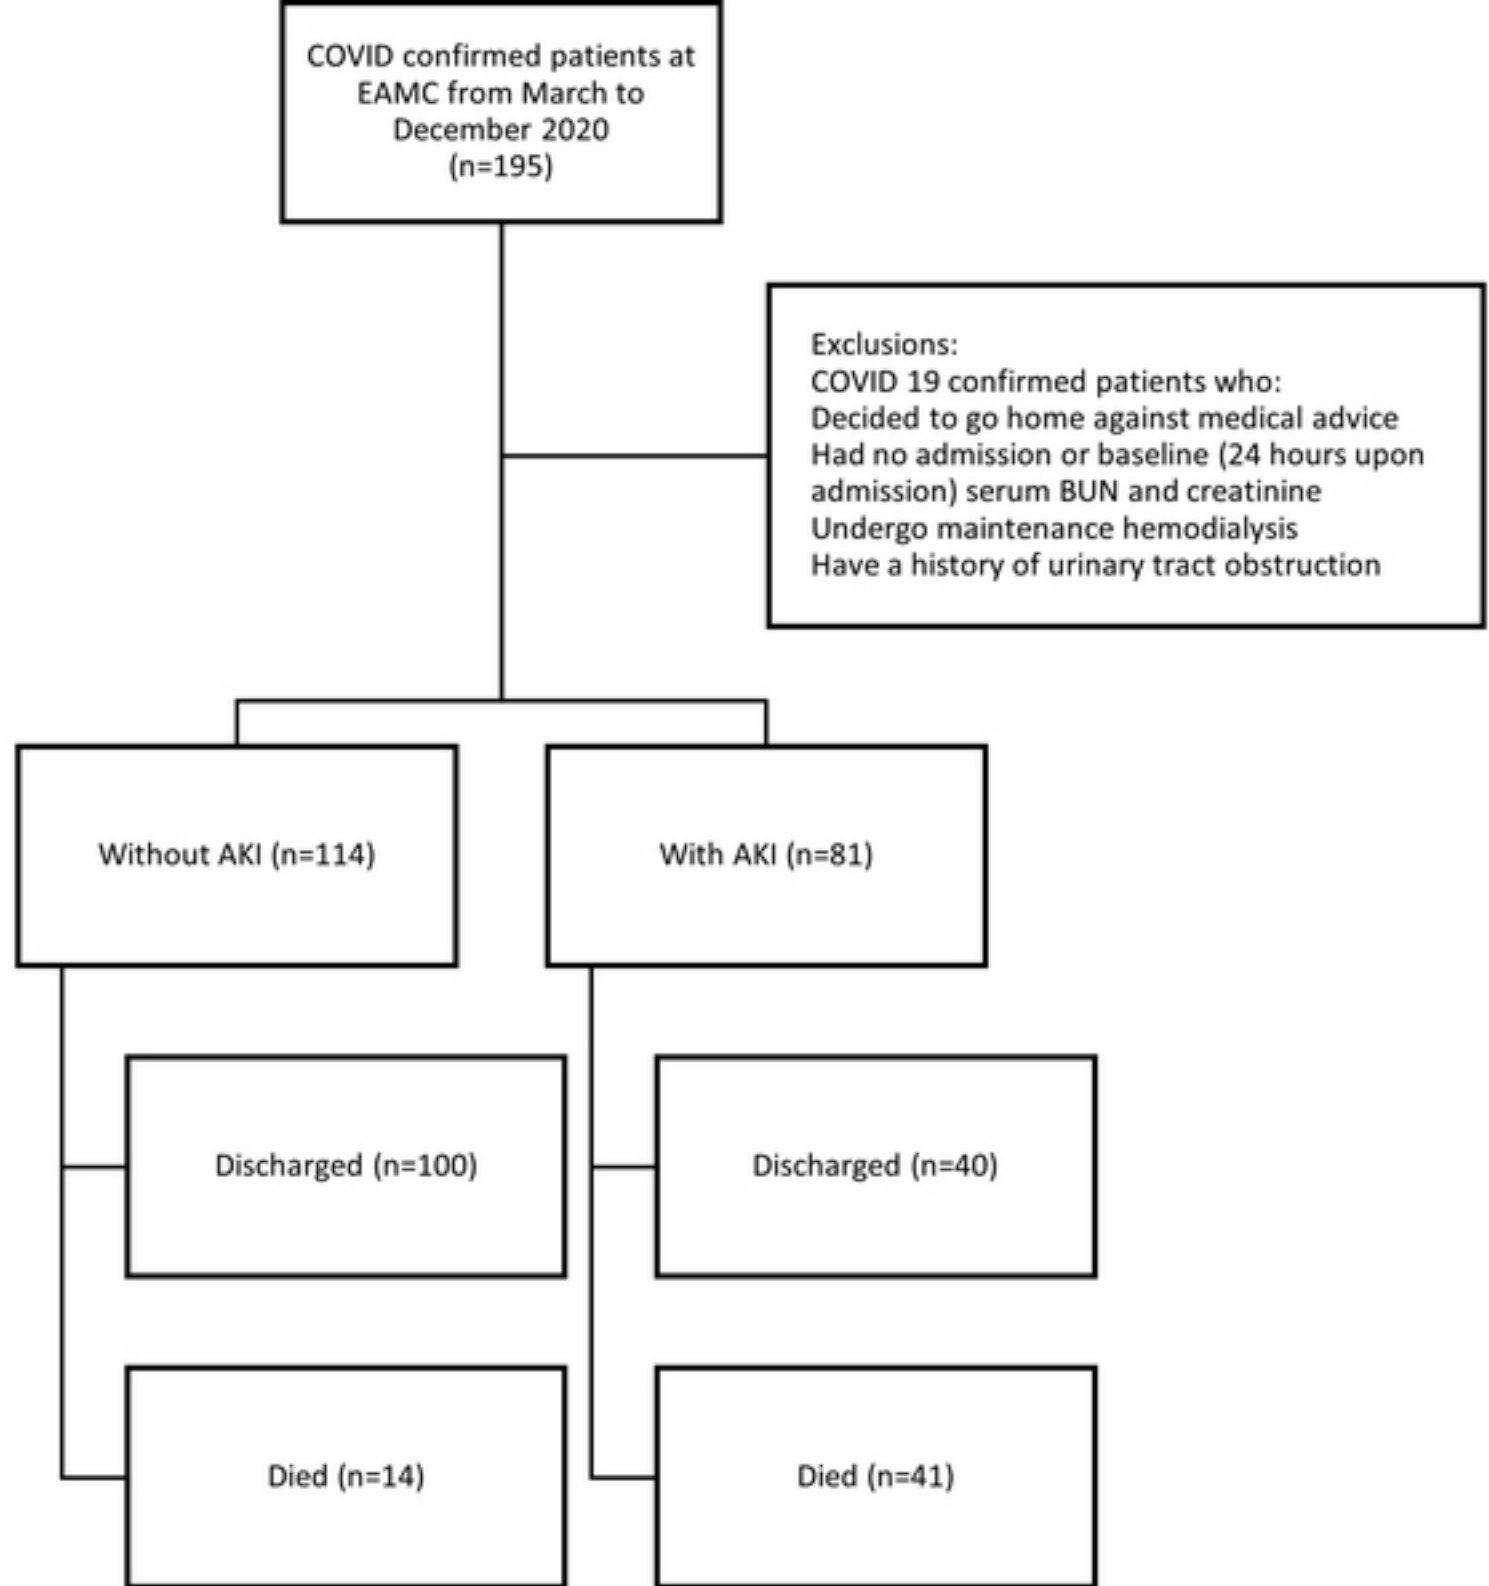 COVID confirmed patients at
EAMC from March to
December 2020
(n=195)
Exclusions:
COVID 19 confirmed patients who:
Decided to go home against medical advice
Had no admission or baseline (24 hours upon
admission) serum BUN and creatinine
Undergo maintenance hemodialysis
Have a history of urinary tract obstruction
Without AKI (n=114)
With AKI (n=81)
Discharged (n=100)
Discharged (n=40)
Died (n=14)
Died (n=41)